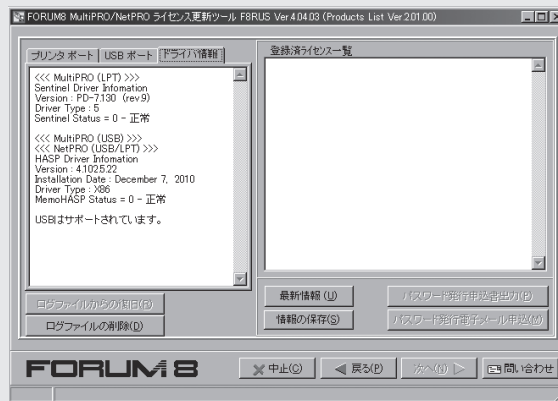 FORUM8 MultiPRO/NetPRO ライセンス更新ツール F8RUS Ver.4.04.03 (Products List Ver.2.01.00)
プリンタ ポート
USB ポート
ドライバ情報
<<< MultiPRO (LPT) >>>
Sentinel Driver Infomation
Version : PD-7.130 (rev.9)
Driver Type : 5
Sentinel Status = 0 - 正常
<<< MultiPRO (USB) >>>
<<< NetPRO (USB/LPT) >>>
HASP Driver Infomation
Version : 4.102.5.22
Installation Date : December 7, 2010
Driver Type : X86
MemoHASP Status = 0 - 正常
USBはサポートされています。
ログファイルからの復旧(R)
ログファイルの削除(D)
登録済ライセンス一覧
最新情報 (U)
パスワード発行申込書出力(P)
情報の保存(S)
パスワード発行電子メール申込(M)
FORUM 8
中止(C)
戻る(P)
次へ(N)
問い合わせ